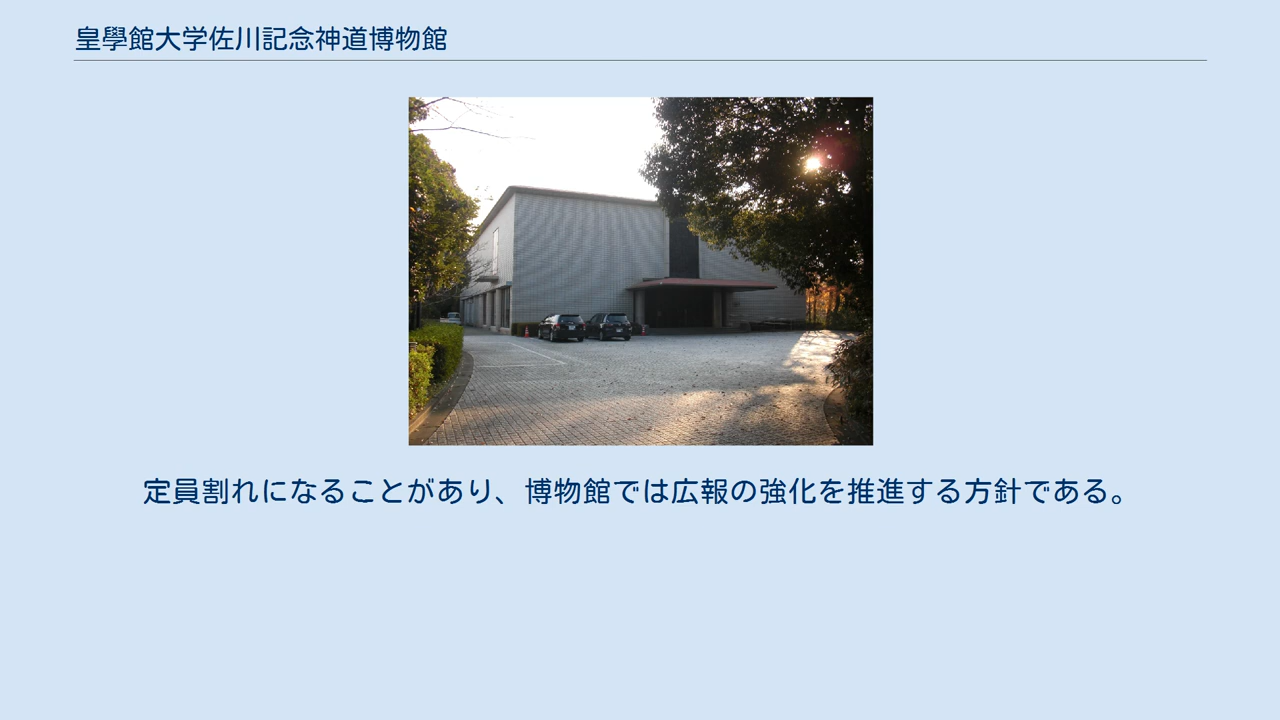 皇學館大学佐川記念神道博物館
定員割れになることがあり、博物館では広報の強化を推進する方針である。